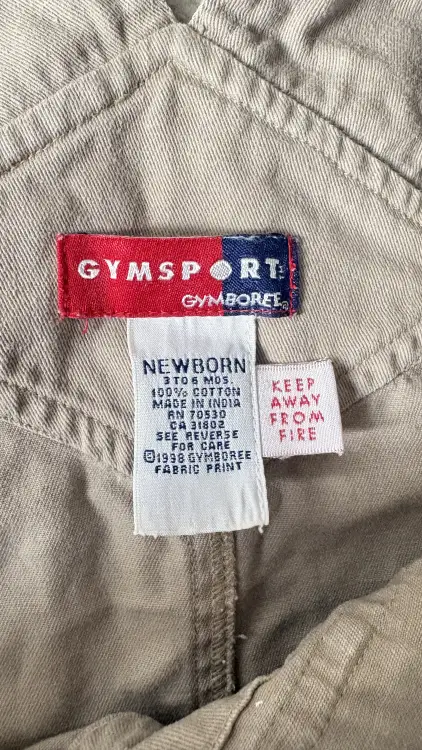 GYMSPORT
GYMBOREE®
NEWBORN
3 TO 6 MOS.
100% COTTON
MADE IN INDIA
RN 70530
CA 31802
SEE REVERSE
FOR CARE
©1998 GYMBOREE
FABRIC PRINT
KEEP
AWAY
FROM
FIRE